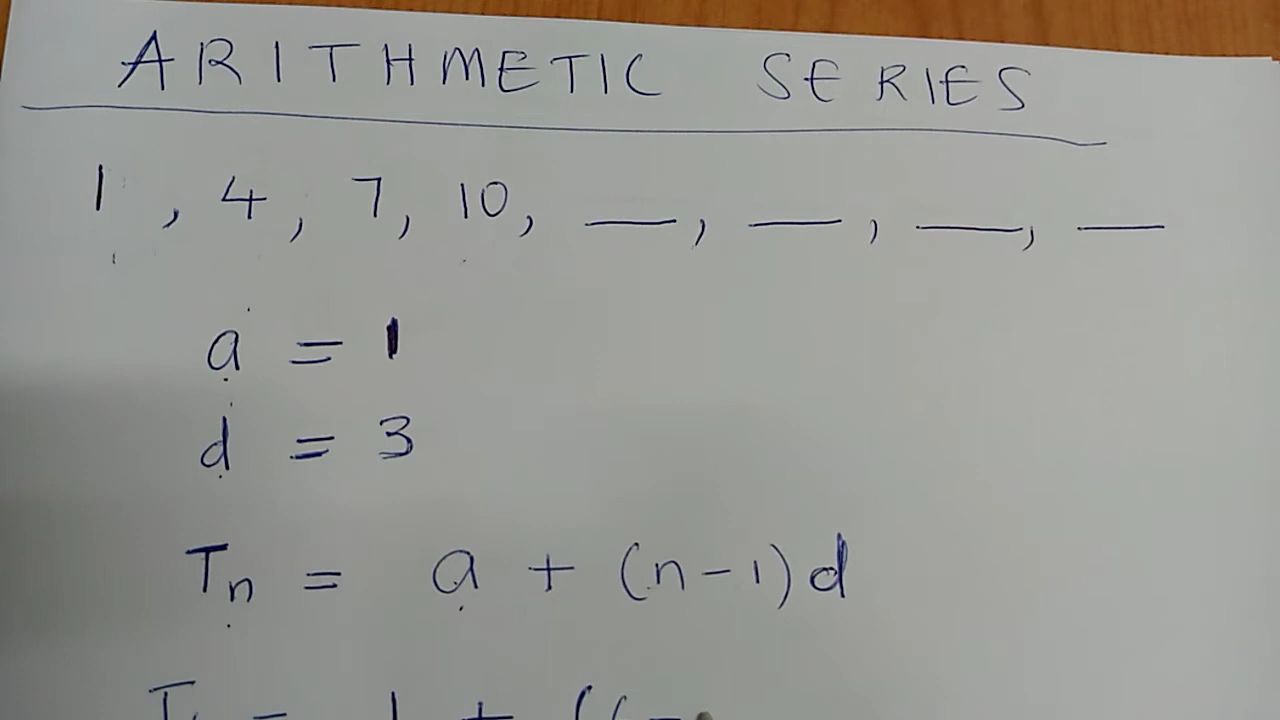 ARITHMETIC SERIES
1, 4, 7, 10, __, __, __, __
a = 1
d = 3
Tn = a + (n-1)d